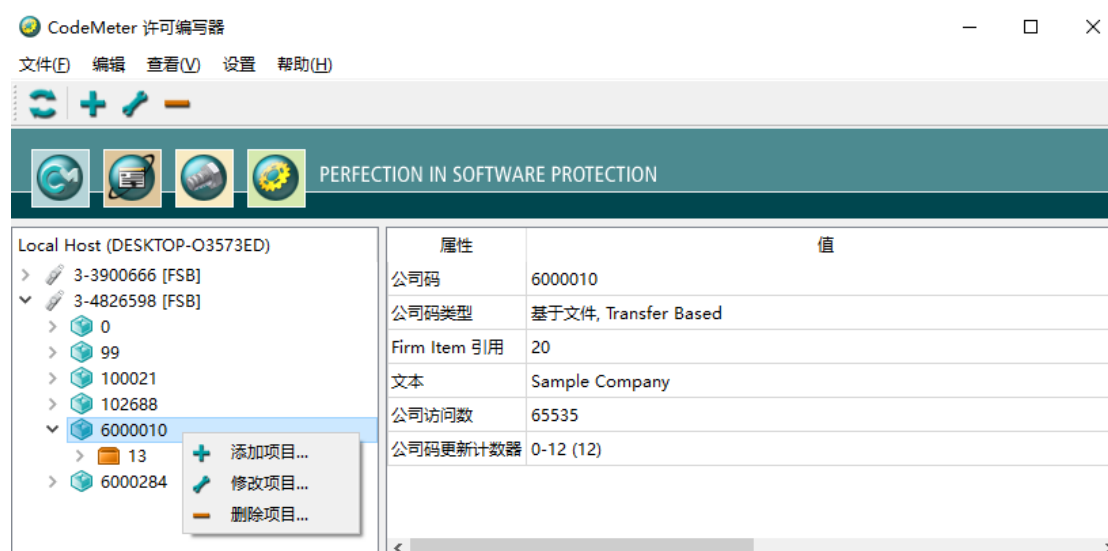 CodeMeter 许可编写器
文件(F) 编辑 查看(V) 设置 帮助(H)
PERFECTION IN SOFTWARE PROTECTION
Local Host (DESKTOP-O3573ED)
3-3900666 [FSB]
3-4826598 [FSB]
0
99
100021
102688
6000010
13
6000284
添加项目...
修改项目...
删除项目...
属性 值
公司码 6000010
公司码类型 基于文件, Transfer Based
Firm Item 引用 20
文本 Sample Company
公司访问数 65535
公司码更新计数器 0-12 (12)